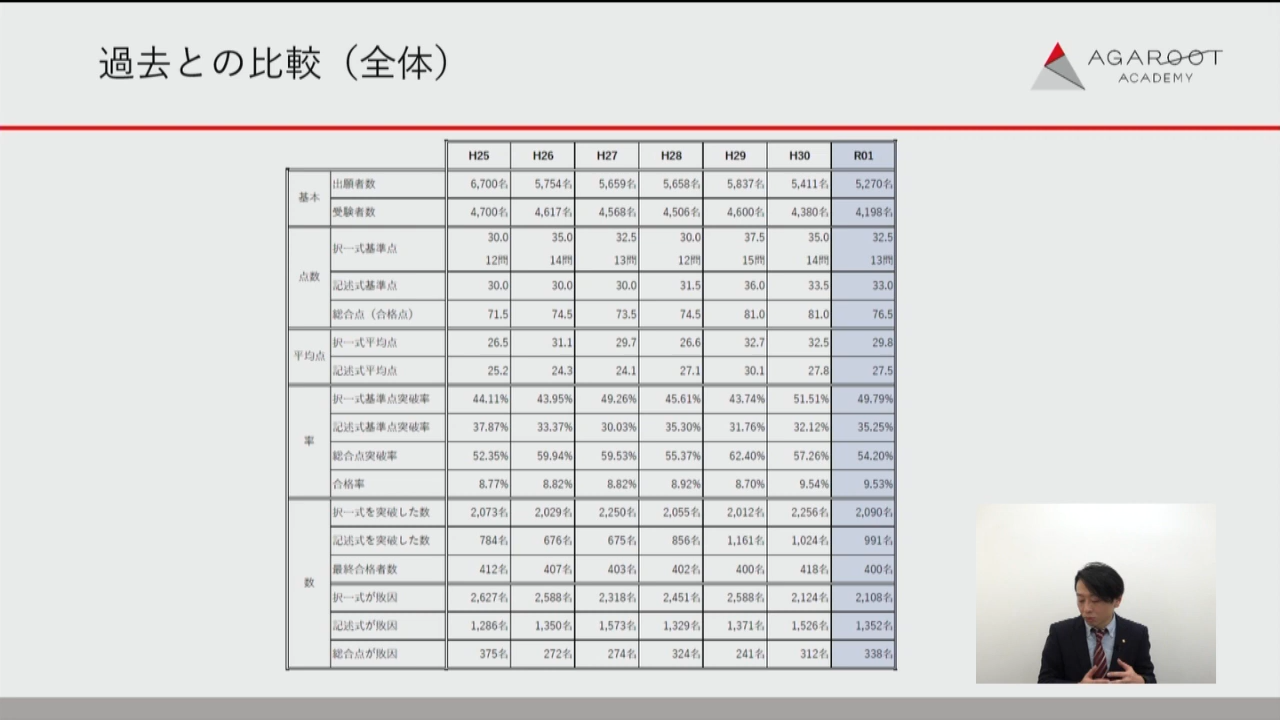 過去との比較（全体）
AGAROOT
ACADEMY
H25 H26 H27 H28 H29 H30 R01
基本
出願者数 6,700名 5,754名 5,659名 5,658名 5,837名 5,411名 5,270名
受験者数 4,700名 4,617名 4,568名 4,506名 4,600名 4,380名 4,198名
点数
択一式基準点 30.0 35.0 32.5 30.0 37.5 35.0 32.5
12問 14問 13問 12問 15問 14問 13問
記述式基準点 30.0 30.0 30.0 31.5 36.0 33.5 33.0
総合点（合格点） 71.5 74.5 73.5 74.5 81.0 81.0 76.5
平均点
択一式平均点 26.5 31.1 29.7 26.6 32.7 32.5 29.8
記述式平均点 25.2 24.3 24.1 27.1 30.1 27.8 27.5
率
択一式基準点突破率 44.11% 43.95% 49.26% 45.61% 43.74% 51.51% 49.79%
記述式基準点突破率 37.87% 33.37% 30.03% 35.30% 31.76% 32.12% 35.25%
総合点突破率 52.35% 59.94% 59.53% 55.37% 62.40% 57.26% 54.20%
合格率 8.77% 8.82% 8.82% 8.92% 8.70% 9.54% 9.53%
数
択一式を突破した数 2,073名 2,029名 2,250名 2,055名 2,012名 2,256名 2,090名
記述式を突破した数 784名 676名 675名 856名 1,161名 1,024名 991名
最終合格者数 412名 407名 403名 402名 400名 418名 400名
択一式が敗因 2,627名 2,588名 2,318名 2,451名 2,588名 2,124名 2,108名
記述式が敗因 1,286名 1,350名 1,573名 1,329名 1,371名 1,526名 1,352名
総合点が敗因 375名 272名 274名 324名 241名 312名 338名